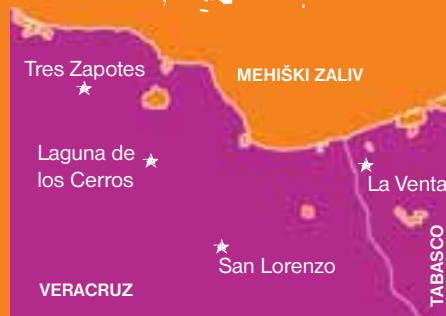 Tres Zapotes
MEHIŠKI ZALIV
Laguna de
los Cerros
La Venta
San Lorenzo
VERACRUZ
TABASCO